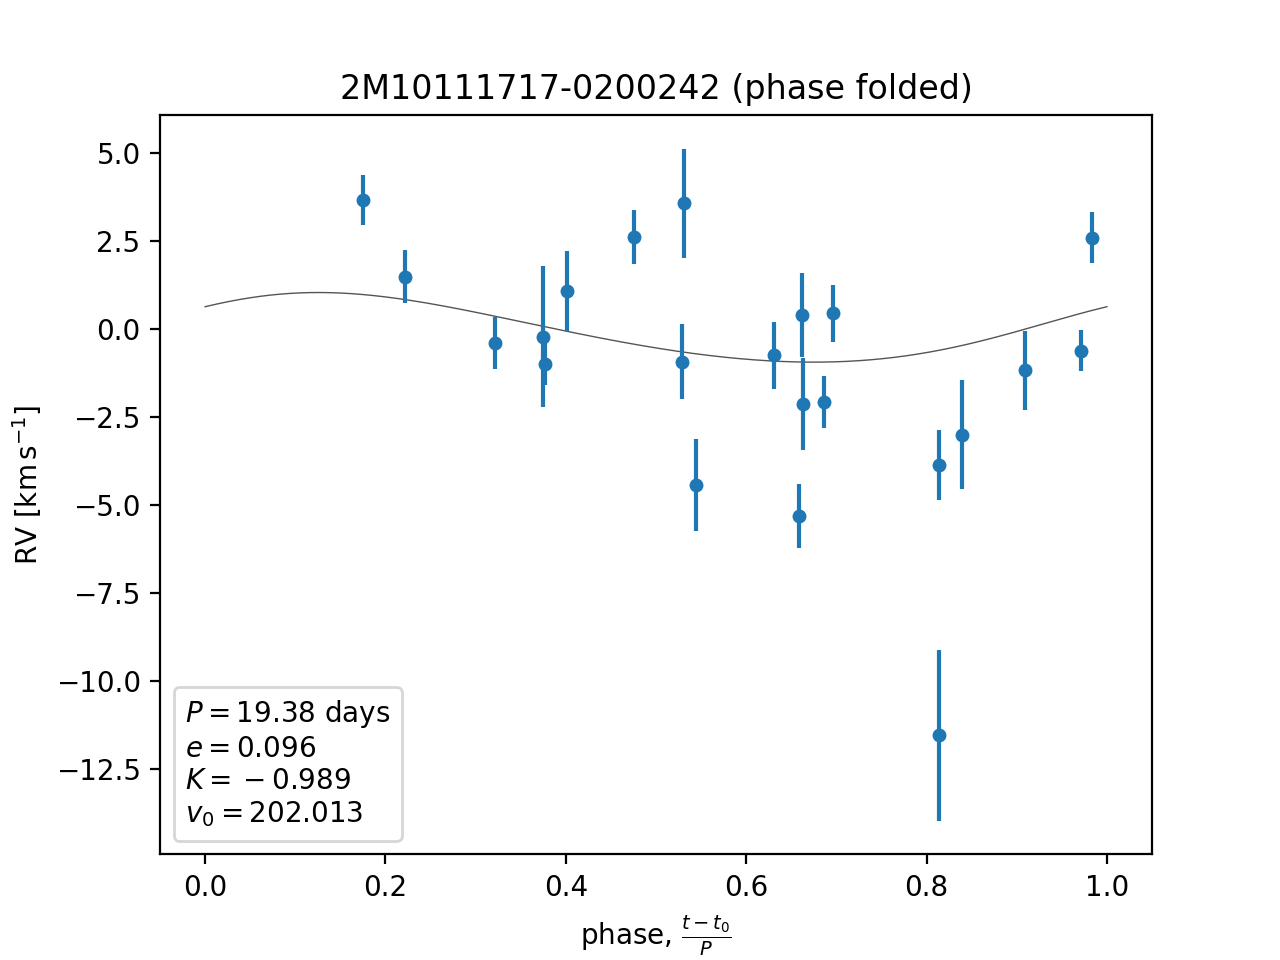 2M10111717-0200242 (phase folded)
5.0
2.5
0.0
−2.5
−5.0
−7.5
−10.0
−12.5
RV [km s⁻¹]
P = 19.38 days
e = 0.096
K = −0.989
v₀ = 202.013
0.0 0.2 0.4 0.6 0.8 1.0
phase, (t − t₀)/P